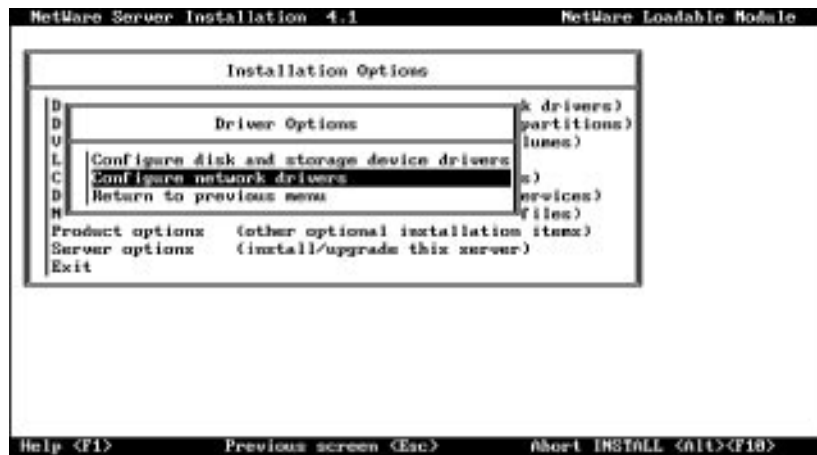 NetWare Server Installation 4.1 NetWare Loadable Module
Installation Options
D k drivers)
D Driver Options partitions)
V lumes)
L Configure disk and storage device drivers
C Configure network drivers s)
D Return to previous menu ervices)
N files)
Product options (other optional installation items)
Server options (install/upgrade this server)
Exit
Help <F1> Previous screen <Esc> Abort INSTALL <Alt><F10>